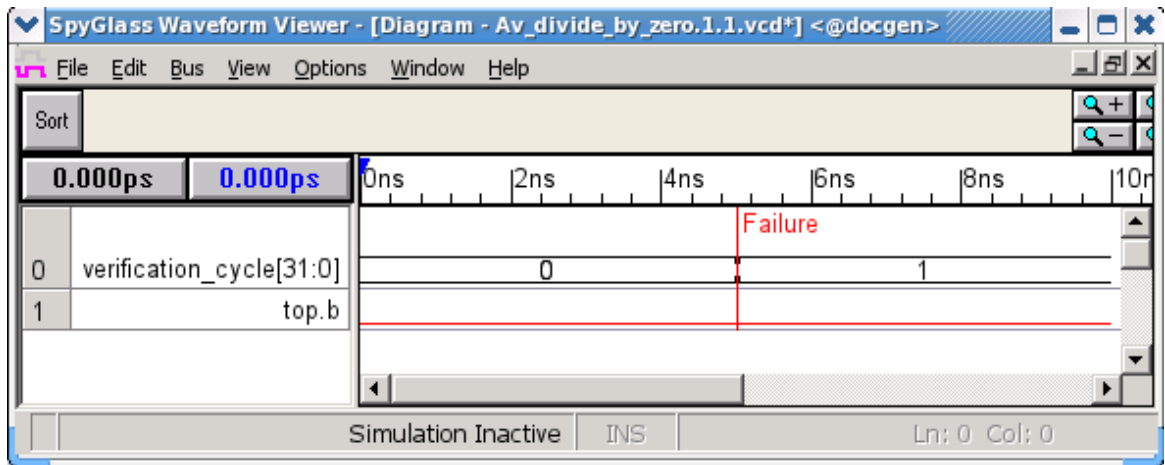 SpyGlass Waveform Viewer - [Diagram - Av_divide_by_zero.1.1.vcd*] <@docgen>
File Edit Bus View Options Window Help
Sort
0.000ps 0.000ps 0ns 2ns 4ns 6ns 8ns
Failure
0 verification_cycle[31:0] 0 1
1 top.b
Simulation Inactive INS Ln: 0 Col: 0